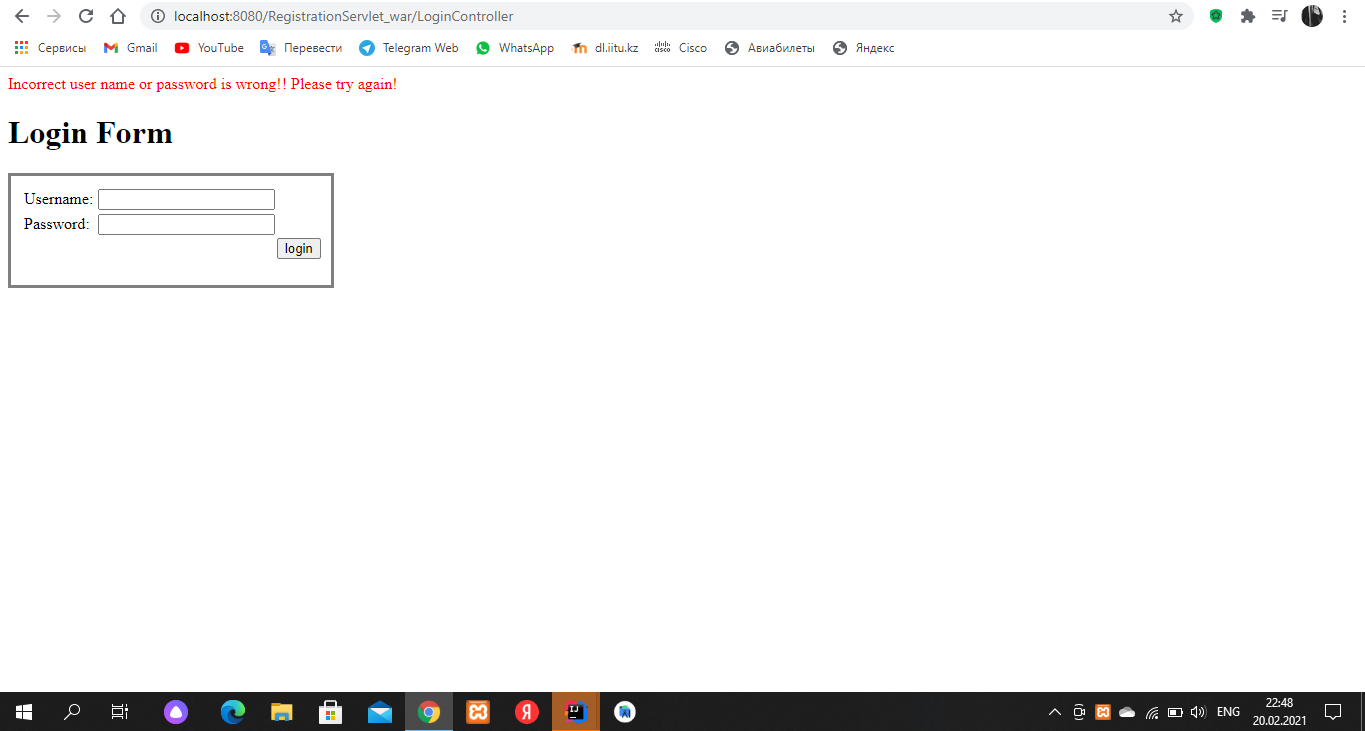 localhost:8080/RegistrationServlet_war/LoginController
Сервисы Gmail YouTube Перевести Telegram Web WhatsApp dl.iitu.kz Cisco Авиабилеты Яндекс
Incorrect user name or password is wrong!! Please try again!
Login Form
Username:
Password:
login
ENG
22:48
20.02.2021